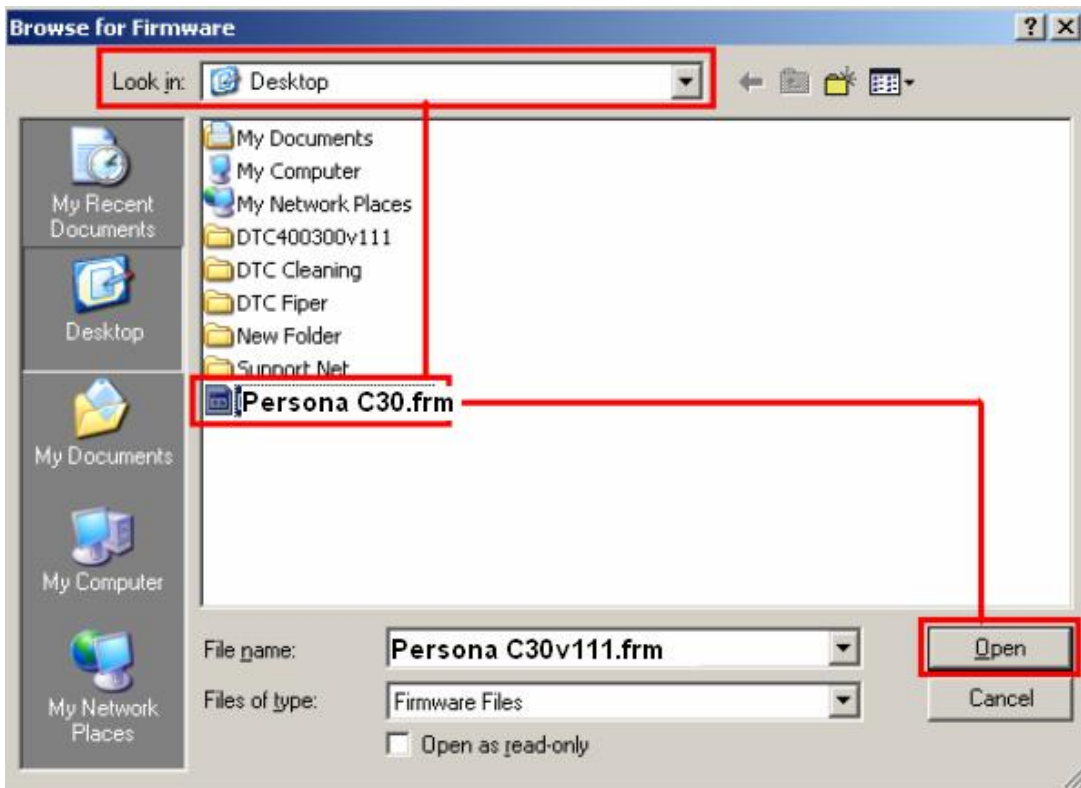 Browse for Firmware
Look in:
Desktop
My Recent
Documents
Desktop
My Documents
My Computer
My Network
Places
My Documents
My Computer
My Network Places
DTC400300v111
DTC Cleaning
DTC Fiper
New Folder
Support Net
Persona C30.frm
File name:
Persona C30v111.frm
Open
Files of type:
Firmware Files
Cancel
Open as read-only